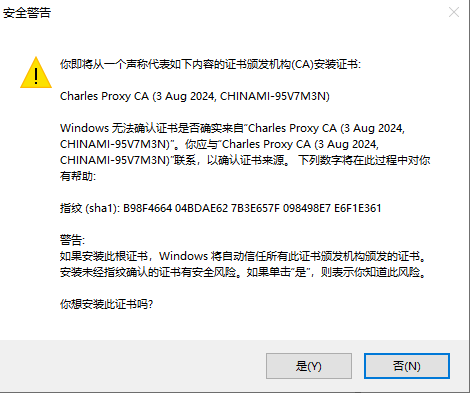 安全警告
你即将从一个声称代表如下内容的证书颁发机构(CA)安装证书:
Charles Proxy CA (3 Aug 2024, CHINAMI-95V7M3N)
Windows 无法确认证书是否确实来自“Charles Proxy CA (3 Aug 2024,
CHINAMI-95V7M3N)”。你应与“Charles Proxy CA (3 Aug 2024,
CHINAMI-95V7M3N)”联系，以确认证书来源。 下列数字将在此过程中对你
有帮助:
指纹 (sha1): B98F4664 04BDAE62 7B3E657F 098498E7 E6F1E361
警告:
如果安装此根证书，Windows 将自动信任所有此证书颁发机构颁发的证书。
安装未经指纹确认的证书有安全风险。如果单击“是”，则表示你知道此风险。
你想安装此证书吗?
是(Y)
否(N)